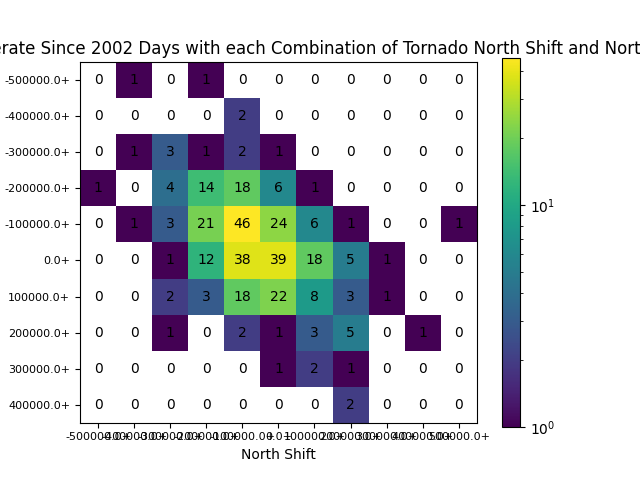 erate Since 2002 Days with each Combination of Tornado North Shift and Nort
-500000.0+ 0 1 0 1 0 0 0 0 0 0 0
-400000.0+ 0 0 0 0 2 0 0 0 0 0 0
-300000.0+ 0 1 3 1 2 1 0 0 0 0 0
-200000.0+ 1 0 4 14 18 6 1 0 0 0 0
-100000.0+ 0 1 3 21 46 24 6 1 0 0 1
0.0+ 0 0 1 12 38 39 18 5 1 0 0
100000.0+ 0 0 2 3 18 22 8 3 1 0 0
200000.0+ 0 0 1 0 2 1 3 5 0 1 0
300000.0+ 0 0 0 0 0 1 2 1 0 0 0
400000.0+ 0 0 0 0 0 0 0 2 0 0 0
North Shift
10¹
10⁰